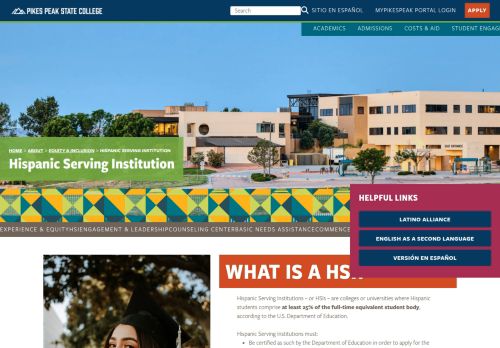 PIKES PEAK STATE COLLEGE
Search
SITIO EN ESPAÑOL
MYPIKESPEAK PORTAL LOGIN
APPLY
ACADEMICS
ADMISSIONS
COSTS & AID
STUDENT ENGAG
HOME > ABOUT > EQUITY & INCLUSION > HISPANIC SERVING INSTITUTION
Hispanic Serving Institution
EXPERIENCE & EQUITYHSIENGAGEMENT & LEADERSHIPCOUNSELING CENTERBASIC NEEDS ASSISTANCECOMMENCE
HELPFUL LINKS
LATINO ALLIANCE
ENGLISH AS A SECOND LANGUAGE
VERSIÓN EN ESPAÑOL
WHAT IS A HSI
Hispanic Serving Institutions – or HSIs – are colleges or universities where Hispanic
students comprise at least 25% of the full-time equivalent student body,
according to the U.S. Department of Education.
Hispanic Serving Institutions must:
• Be certified as such by the Department of Education in order to apply for the